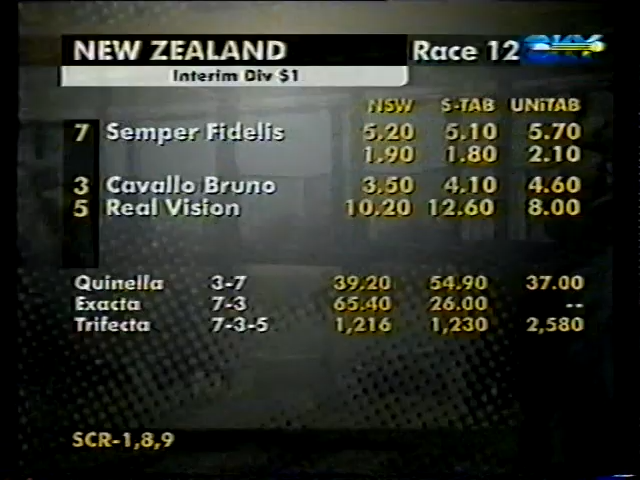 NEW ZEALAND Race 12 SKY
Interim Div $1
NSW S-TAB UNiTAB
7 Semper Fidelis 5.20 5.10 5.70
1.90 1.80 2.10
3 Cavallo Bruno 3.50 4.10 4.60
5 Real Vision 10.20 12.60 8.00
Quinella 3-7 39.20 54.90 37.00
Exacta 7-3 65.40 26.00 --
Trifecta 7-3-5 1,216 1,230 2,580
SCR-1,8,9